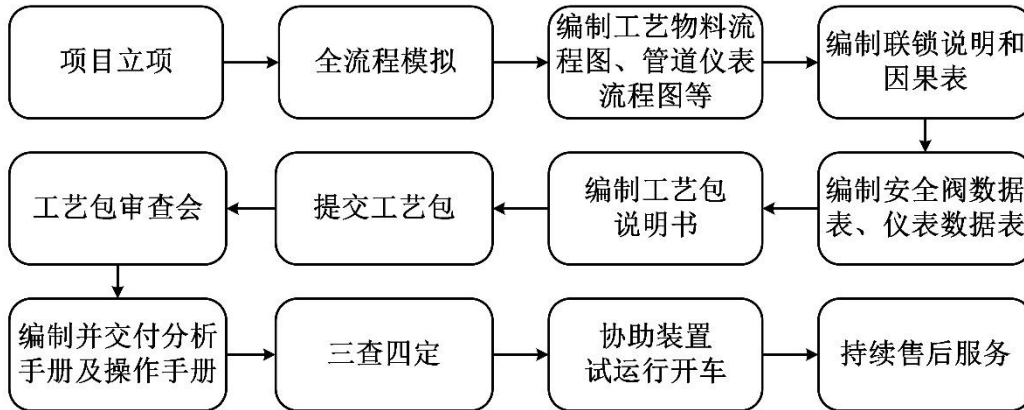 项目立项
全流程模拟
编制工艺物料流
程图、管道仪表
流程图等
编制联锁说明和
因果表
编制安全阀数据
表、仪表数据表
编制工艺包
说明书
提交工艺包
工艺包审查会
编制并交付分析
手册及操作手册
三查四定
协助装置
试运行开车
持续售后服务